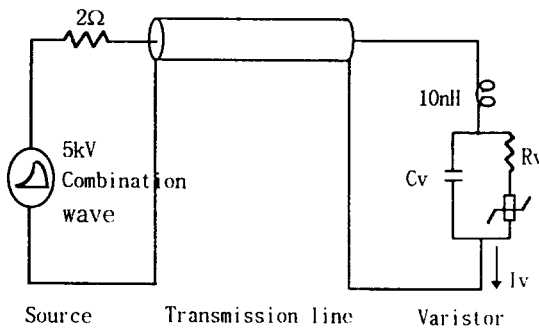 2Ω
10nH
5kV
Combination
wave
Cv
Rv
Iv
Source
Transmission line
Varistor